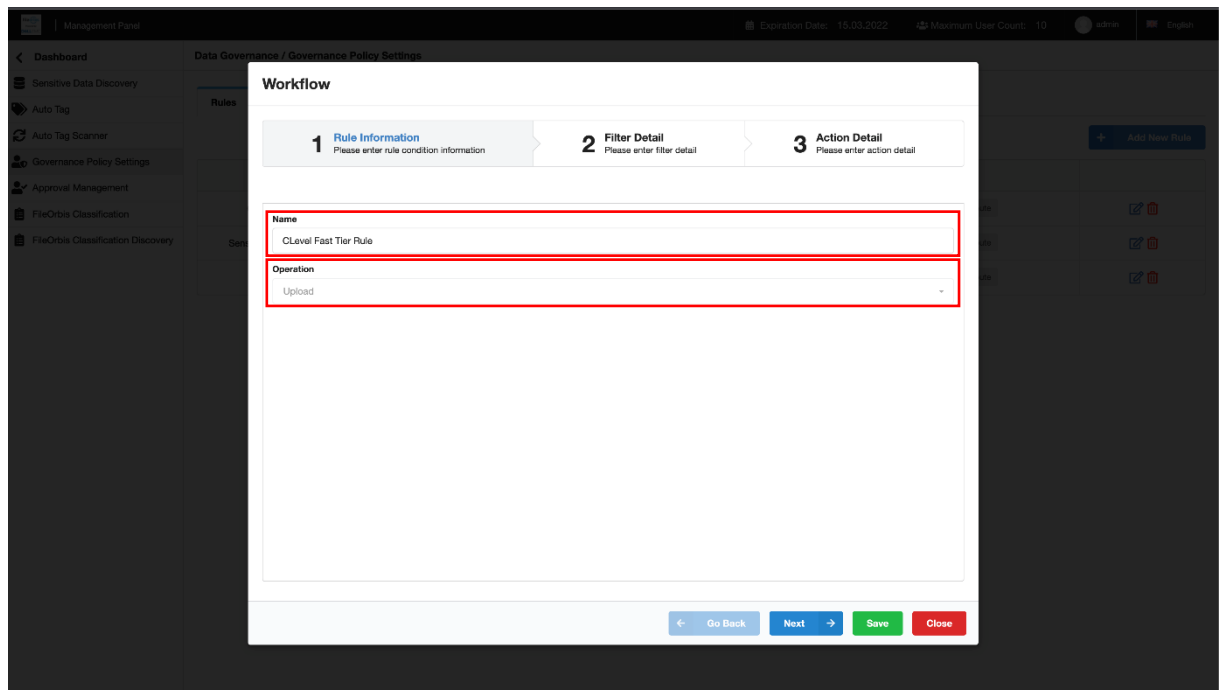 Management Panel
Expiration Date: 15.03.2022
Maximum User Count: 10
admin
English
Dashboard
Data Governance / Governance Policy Settings
Sensitive Data Discovery
Auto Tag
Auto Tag Scanner
Governance Policy Settings
Approval Management
FileOrbis Classification
FileOrbis Classification Discovery
Rules
Add New Rule
Workflow
1 Rule Information
Please enter rule condition information
2 Filter Detail
Please enter filter detail
3 Action Detail
Please enter action detail
Name
CLevel Fast Tier Rule
Operation
Upload
Go Back
Next
Save
Close